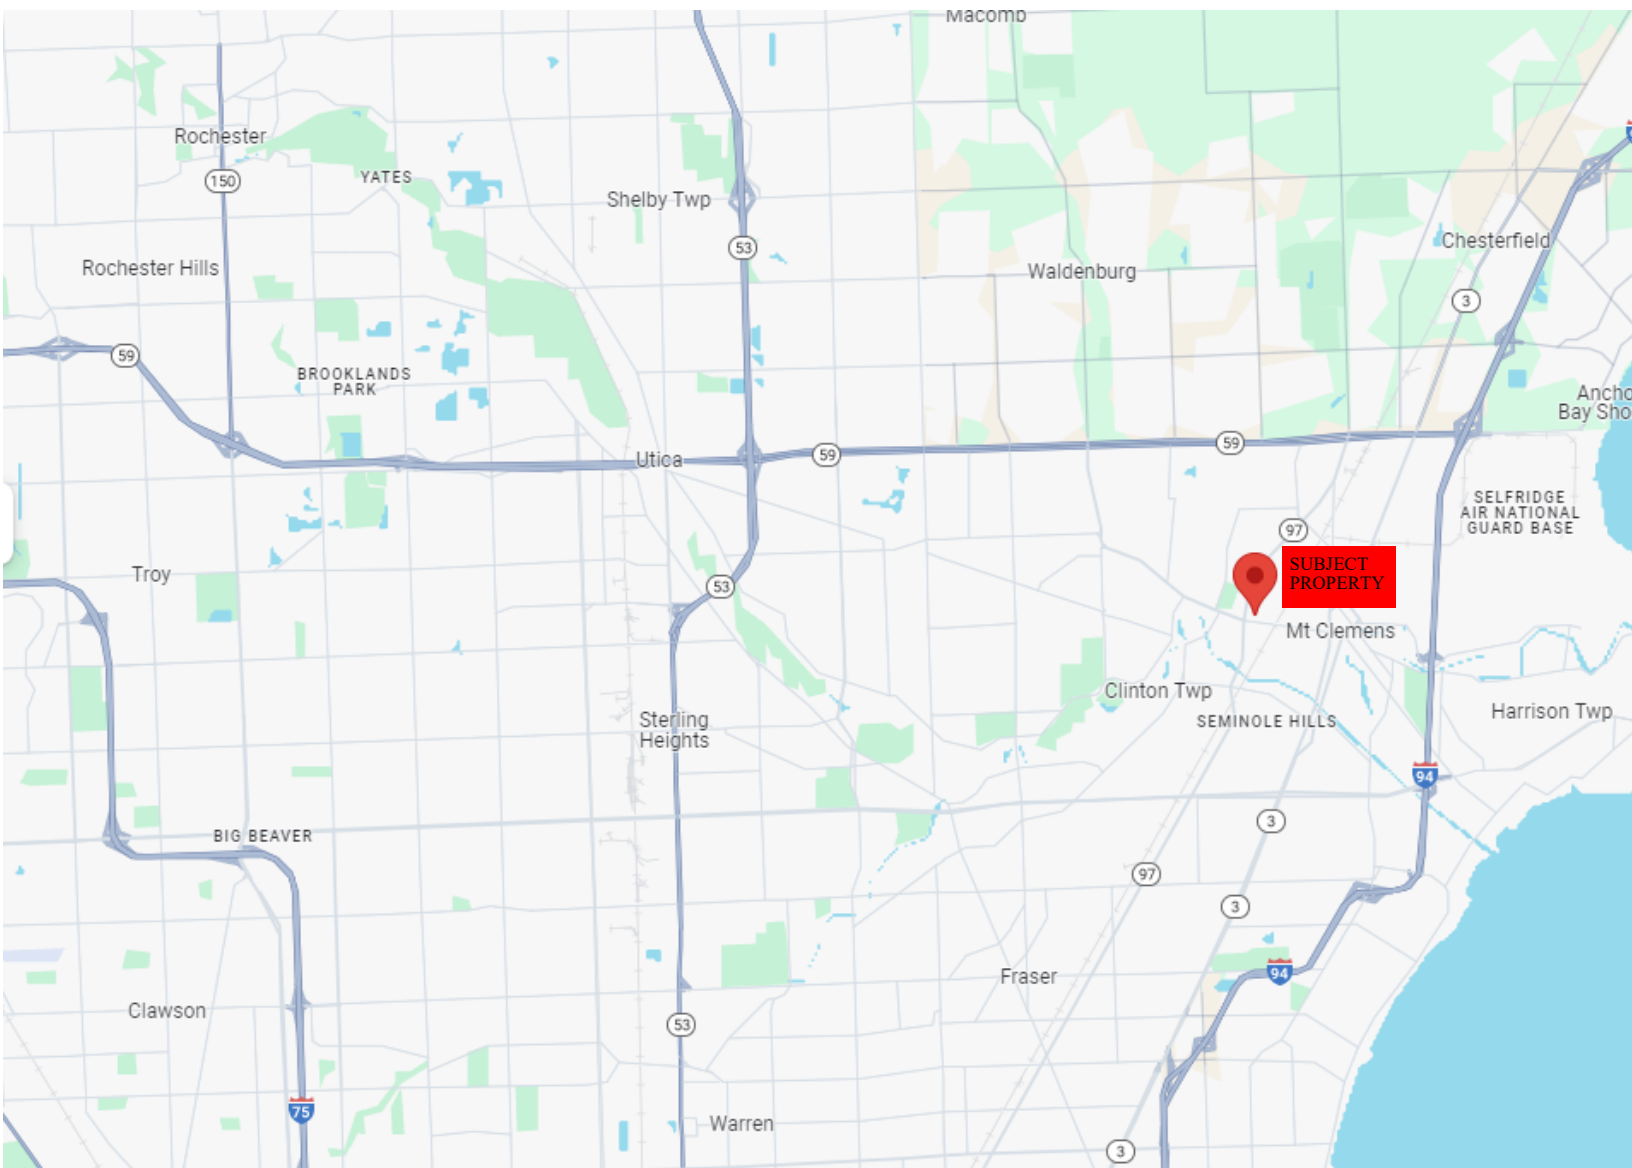 Macomb
Rochester
150
YATES
Shelby Twp
53
Rochester Hills
Waldenburg
Chesterfield
3
59
BROOKLANDS
PARK
Bay Sho
Utica
59
59
SELFRIDGE
AIR NATIONAL
GUARD BASE
97
SUBJECT
PROPERTY
Troy
53
Mt Clemens
Clinton Twp
SEMINOLE HILLS
Harrison Twp
Sterling
Heights
94
BIG BEAVER
3
97
3
94
Fraser
Clawson
53
75
Warren
3